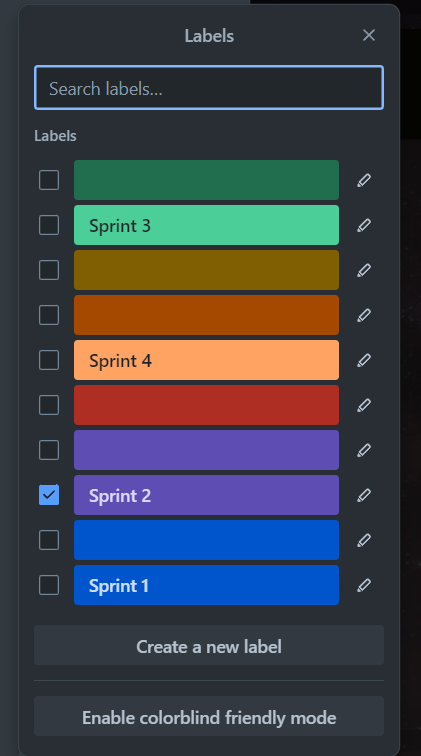 Labels
Search labels...
Labels
Sprint 3
Sprint 4
Sprint 2
Sprint 1
Create a new label
Enable colorblind friendly mode